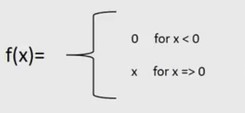 0 for x < 0
f(x)=
x for x => 0